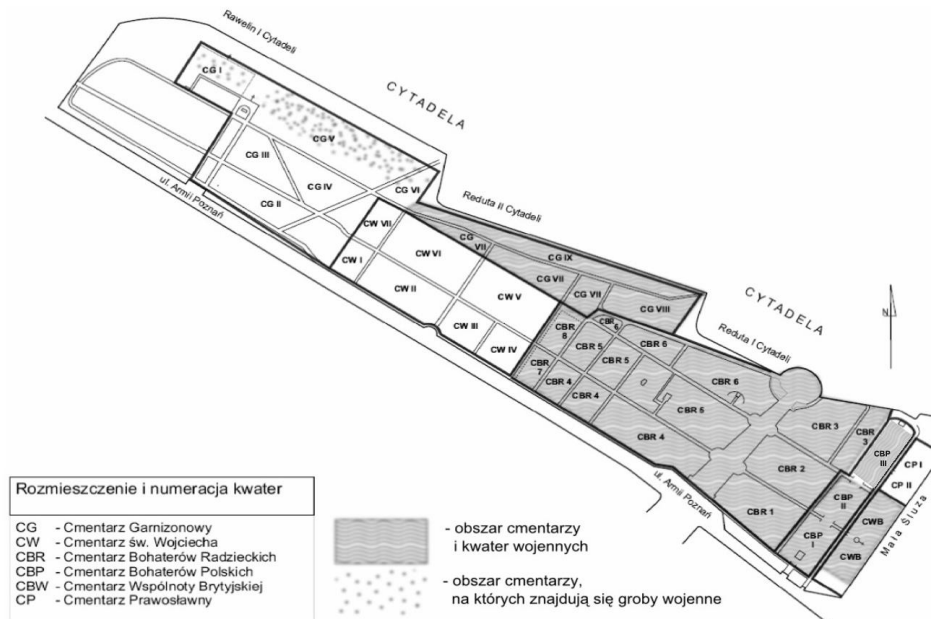 Rawelin I Cytadeli
CYTADELA
CG I
CG V
CG III
CG IV
CG VI
CG II
ul. Armii Poznań
Reduta II Cytadeli
CW VII
CG VII
CG IX
CW I
CW VI
CG VII
CW II
CG VII
CG VIII
CW V
CYTADELA
N
Reduta I Cytadeli
CW III
CW IV
CBR 8
CBR 6
CBR 5
CBR 6
CBR 7
CBR 5
CBR 4
CBR 4
CBR 6
CBR 5
CBR 4
CBR 3
CBR 3
CBP III
CP I
CP II
CBR 2
CBP II
ul. Armii Poznań
CBR 1
CBP I
CWB
CWB
Mała Śluza
Rozmieszczenie i numeracja kwater
CG - Cmentarz Garnizonowy
CW - Cmentarz św. Wojciecha
CBR - Cmentarz Bohaterów Radzieckich
CBP - Cmentarz Bohaterów Polskich
CBW - Cmentarz Wspólnoty Brytyjskiej
CP - Cmentarz Prawosławny
- obszar cmentarzy
i kwater wojennych
- obszar cmentarzy,
na których znajdują się groby wojenne